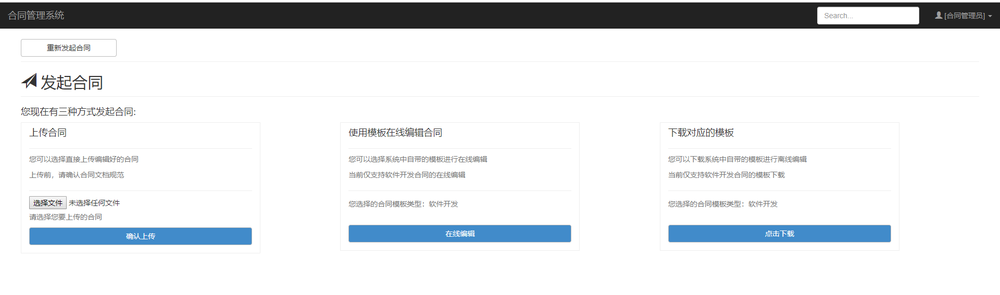 合同管理系统
Search...
[合同管理员]
重新发起合同
发起合同
您现在有三种方式发起合同:
上传合同
您可以选择直接上传编辑好的合同
上传前，请确认合同文档规范
选择文件 未选择任何文件
请选择您要上传的合同
确认上传
使用模板在线编辑合同
您可以选择系统中自带的模板进行在线编辑
当前仅支持软件开发合同的在线编辑
您选择的合同模板类型：软件开发
在线编辑
下载对应的模板
您可以下载系统中自带的模板进行离线编辑
当前仅支持软件开发合同的模板下载
您选择的合同模板类型：软件开发
点击下载